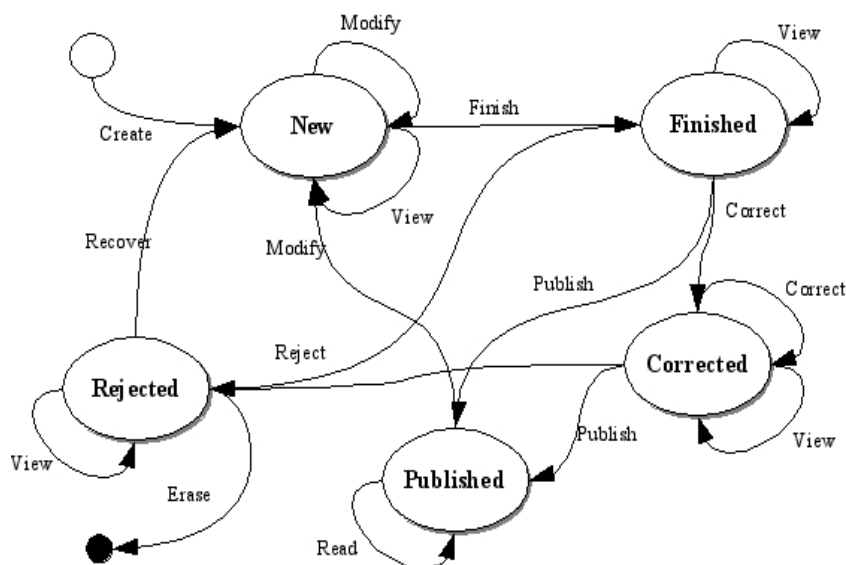 Modify
View
New
Finish
Finished
Create
View
Correct
Recover
Modify
Publish
Correct
Reject
Corrected
Rejected
Publish
View
View
Published
Erase
Read